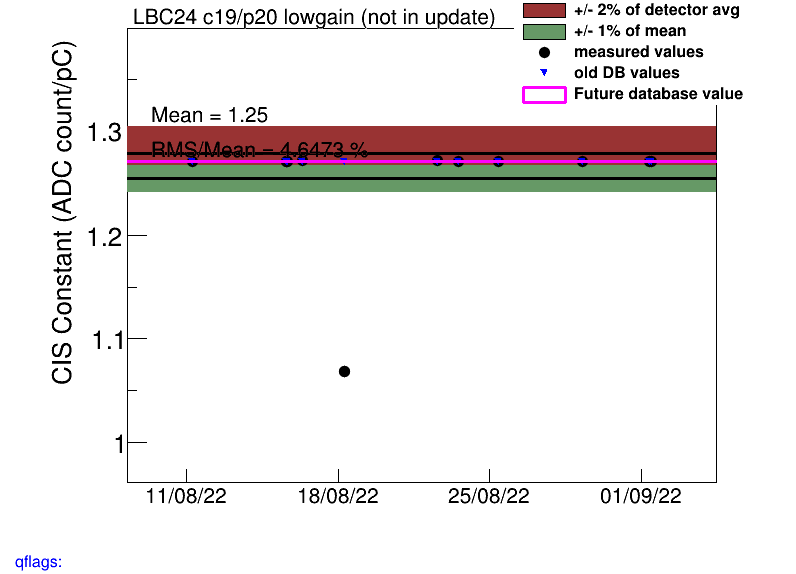 LBC24 c19/p20 lowgain (not in update)
+/- 2% of detector avg
+/- 1% of mean
measured values
old DB values
Future database value
Mean = 1.25
RMS/Mean = 4.6473 %
CIS Constant (ADC count/pC)
1.3
1.2
1.1
1
11/08/22 18/08/22 25/08/22 01/09/22
qflags: